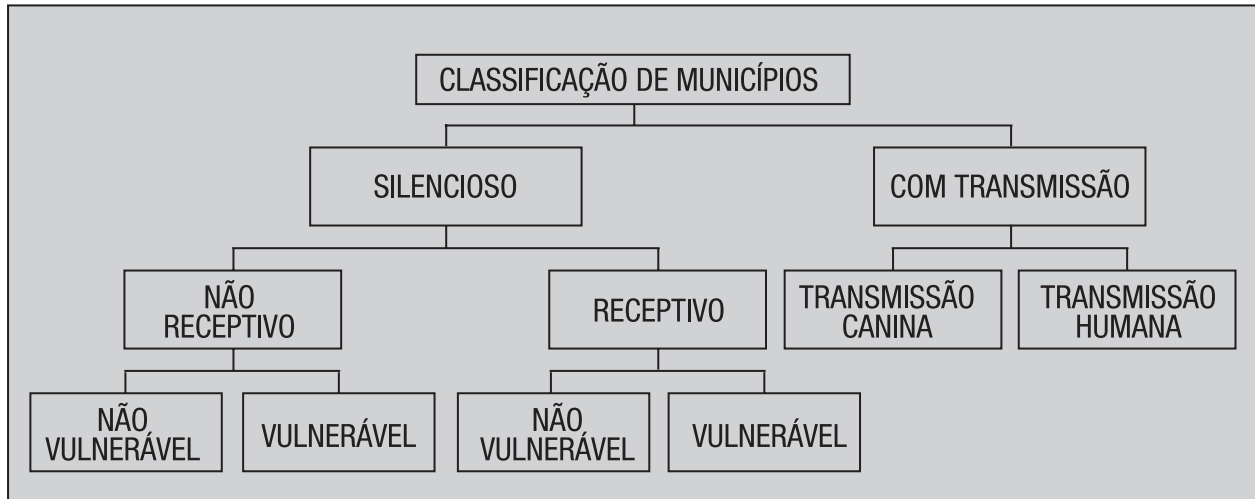 CLASSIFICAÇÃO DE MUNICÍPIOS
SILENCIOSO
COM TRANSMISSÃO
NÃO
RECEPTIVO
RECEPTIVO
TRANSMISSÃO
CANINA
TRANSMISSÃO
HUMANA
NÃO
VULNERÁVEL
VULNERÁVEL
NÃO
VULNERÁVEL
VULNERÁVEL